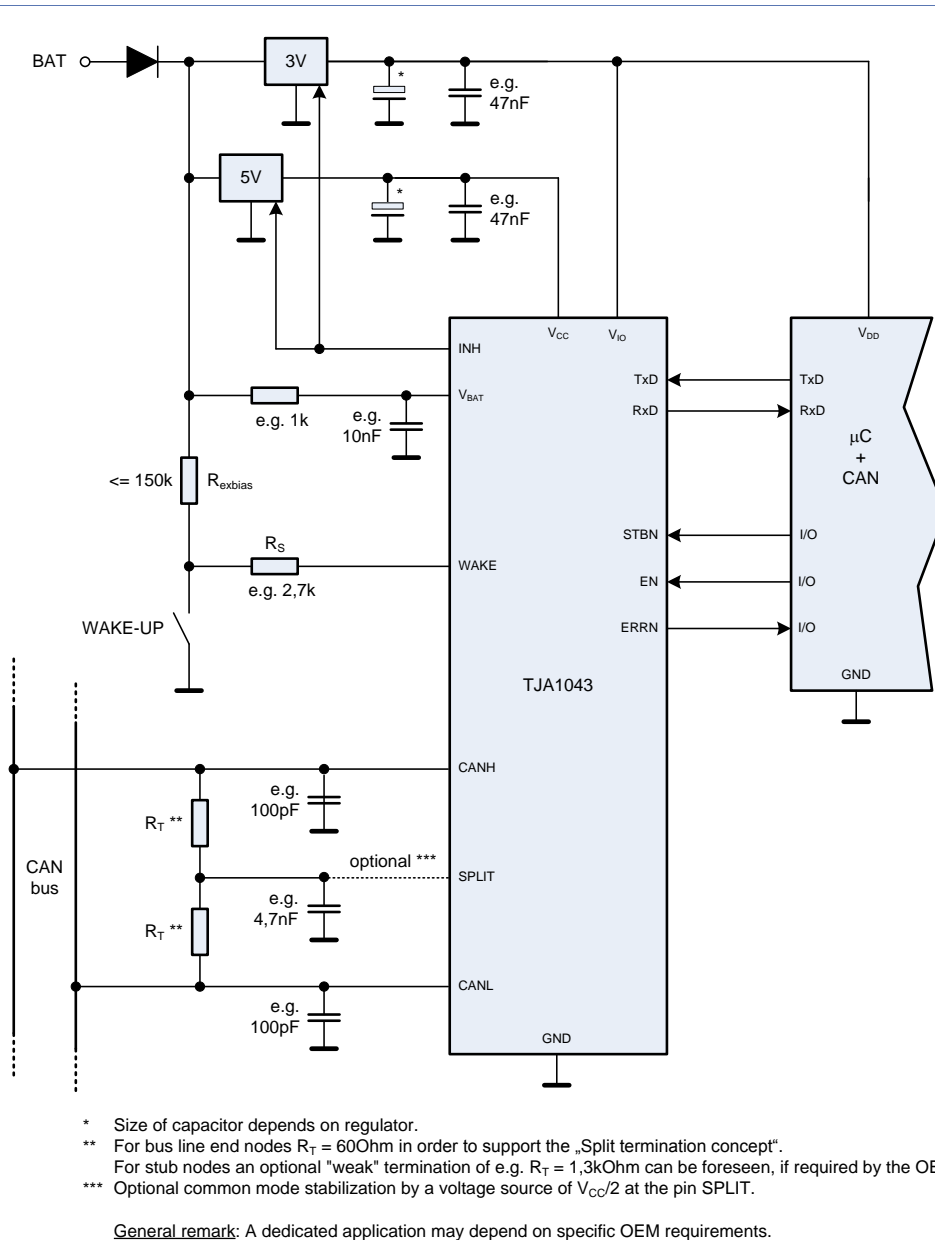 BAT
3V
*
e.g.
47nF
5V
*
e.g.
47nF
INH
VCC
VIO
VDD
TxD
TxD
RxD
RxD
VBAT
e.g. 1k
e.g.
10nF
µC
+
CAN
<= 150k
Rexbias
RS
e.g. 2,7k
WAKE
STBN
I/O
EN
I/O
ERRN
I/O
WAKE-UP
TJA1043
GND
CANH
e.g.
100pF
RT **
CAN
bus
optional ***
SPLIT
e.g.
4,7nF
RT **
CANL
e.g.
100pF
GND
* Size of capacitor depends on regulator.
** For bus line end nodes RT = 60Ohm in order to support the „Split termination concept“.
For stub nodes an optional "weak" termination of e.g. RT = 1,3kOhm can be foreseen, if required by the OE
*** Optional common mode stabilization by a voltage source of VCC/2 at the pin SPLIT.
General remark: A dedicated application may depend on specific OEM requirements.